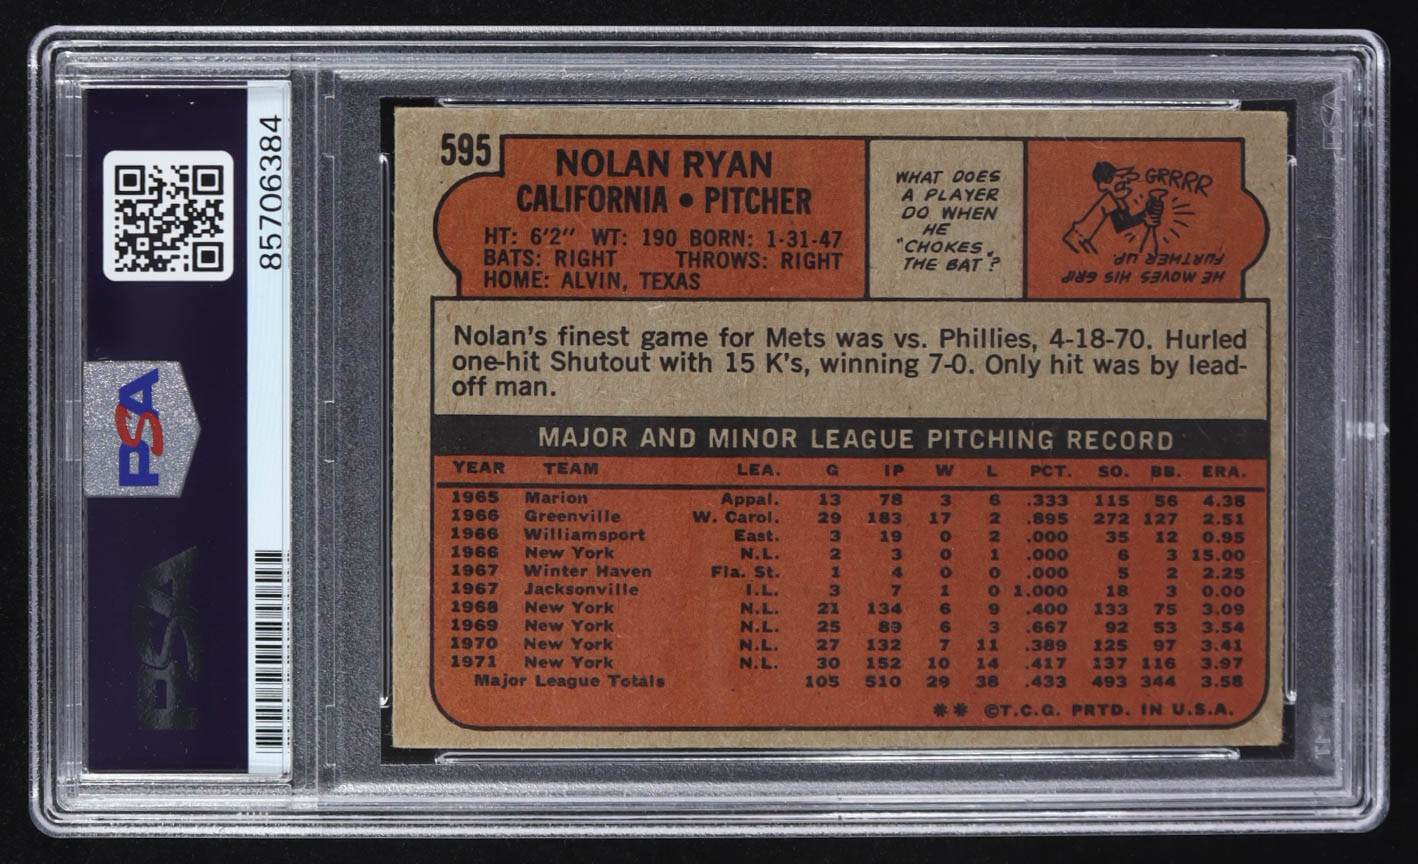 85706384
PSA
PSA
595
NOLAN RYAN
CALIFORNIA • PITCHER
HT: 6'2" WT: 190 BORN: 1-31-47
BATS: RIGHT THROWS: RIGHT
HOME: ALVIN, TEXAS
WHAT DOES
A PLAYER
DO WHEN
HE
"CHOKES"
THE BAT?
GRRRR
HE MOVES HIS GRIP
FURTHER UP.
Nolan's finest game for Mets was vs. Phillies, 4-18-70. Hurled
one-hit Shutout with 15 K's, winning 7-0. Only hit was by lead-
off man.
MAJOR AND MINOR LEAGUE PITCHING RECORD
YEAR TEAM LEA. G IP W L PCT. SO. BB. ERA.
1965 Marion Appal. 13 78 3 6 .333 115 56 4.38
1966 Greenville W. Carol. 29 183 17 2 .895 272 127 2.51
1966 Williamsport East. 3 19 0 2 .000 35 12 0.95
1966 New York N.L. 2 3 0 1 .000 6 3 15.00
1967 Winter Haven Fla. St. 1 4 0 0 .000 5 2 2.25
1967 Jacksonville I.L. 3 7 1 0 1.000 18 3 0.00
1968 New York N.L. 21 134 6 9 .400 133 75 3.09
1969 New York N.L. 25 89 6 3 .667 92 53 3.54
1970 New York N.L. 27 132 7 11 .389 125 97 3.41
1971 New York N.L. 30 152 10 14 .417 137 116 3.97
Major League Totals 105 510 29 38 .433 493 344 3.58
** ©T.C.G. PRTD. IN U.S.A.